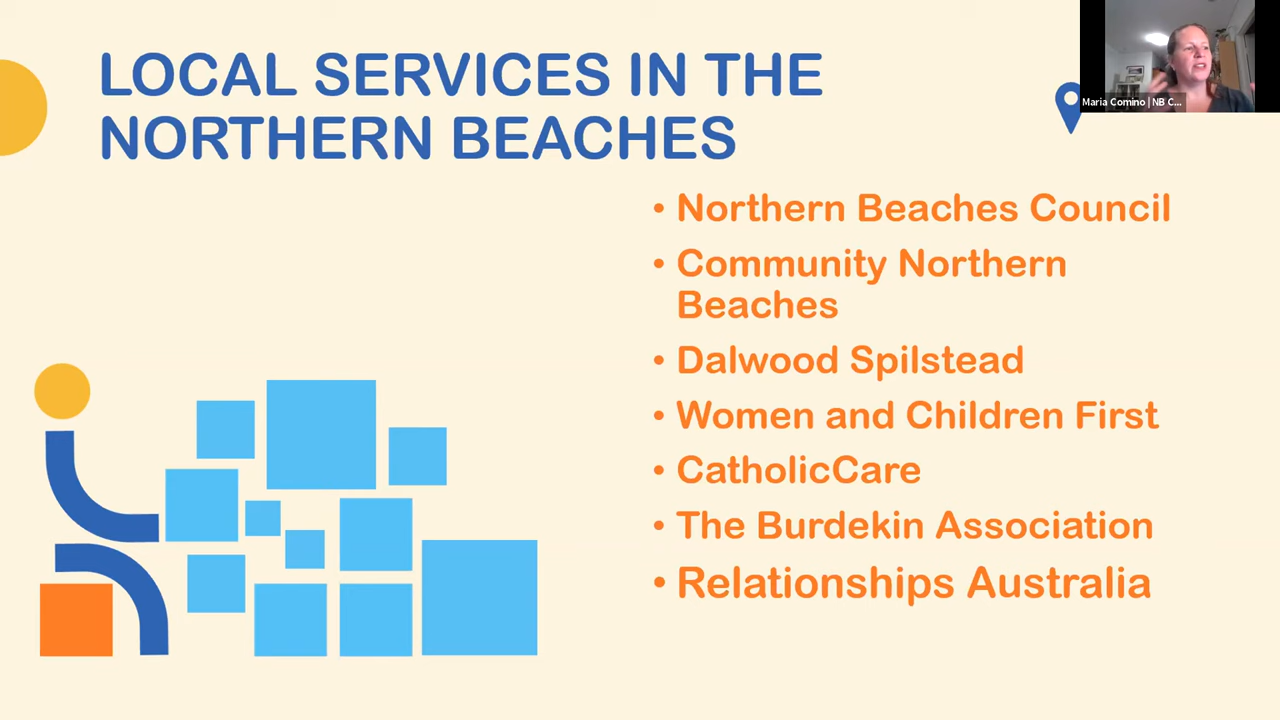 LOCAL SERVICES IN THE
NORTHERN BEACHES
Maria Comino | NB C...
• Northern Beaches Council
• Community Northern
Beaches
• Dalwood Spilstead
• Women and Children First
• CatholicCare
• The Burdekin Association
• Relationships Australia